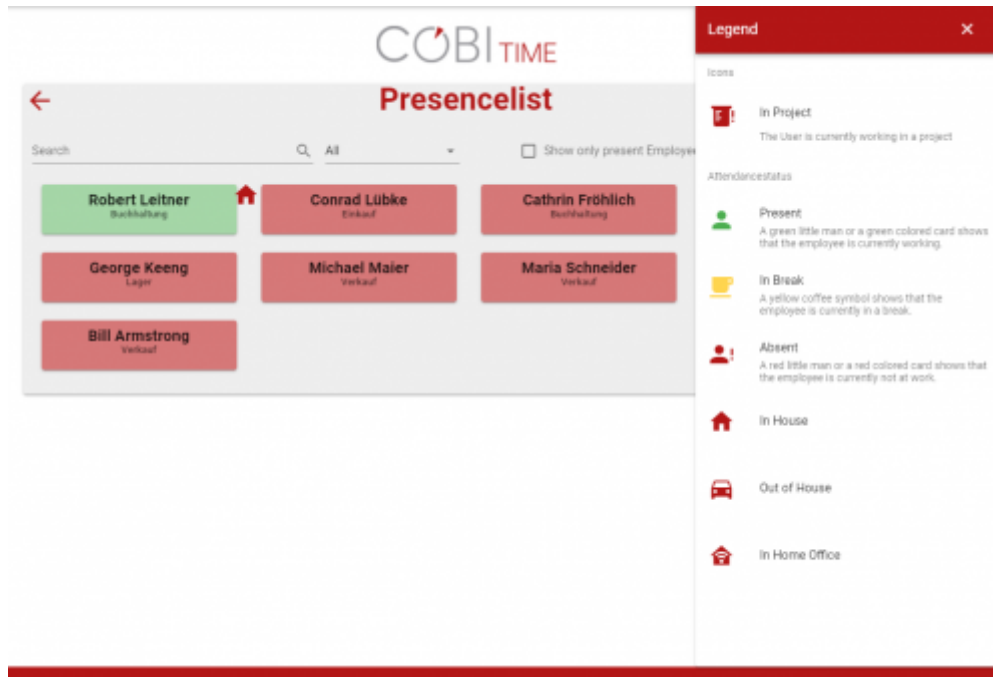 COBI TIME
Presencelist
Search
All
Show only present Employee
Robert Leitner
Buchhaltung
Conrad Lübke
Einkauf
Cathrin Fröhlich
Buchhaltung
George Keeng
Lager
Michael Maier
Verkauf
Maria Schneider
Verkauf
Bill Armstrong
Verkauf
Legend
Icons
In Project
The User is currently working in a project
Attendancestatus
Present
A green little man or a green colored card shows
that the employee is currently working.
In Break
A yellow coffee symbol shows that the
employee is currently in a break.
Absent
A red little man or a red colored card shows that
the employee is currently not at work.
In House
Out of House
In Home Office